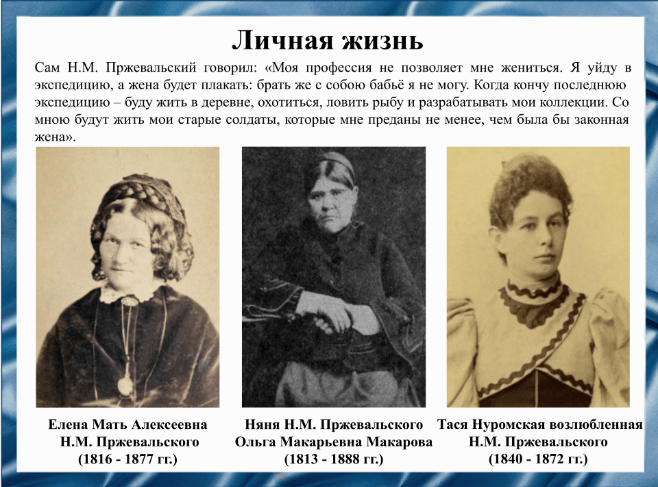 Личная жизнь
Сам Н.М. Пржевальский говорил: «Моя профессия не позволяет мне жениться. Я уйду в
экспедицию, а жена будет плакать: брать же с собою бабьё я не могу. Когда кончу последнюю
экспедицию – буду жить в деревне, охотиться, ловить рыбу и разрабатывать мои коллекции. Со
мною будут жить мои старые солдаты, которые мне преданы не менее, чем была бы законная
жена».
Елена Мать Алексеевна
Н.М. Пржевальского
(1816 - 1877 гг.)
Няня Н.М. Пржевальского
Ольга Макарьевна Макарова
(1813 - 1888 гг.)
Тася Нуромская возлюбленная
Н.М. Пржевальского
(1840 - 1872 гг.)